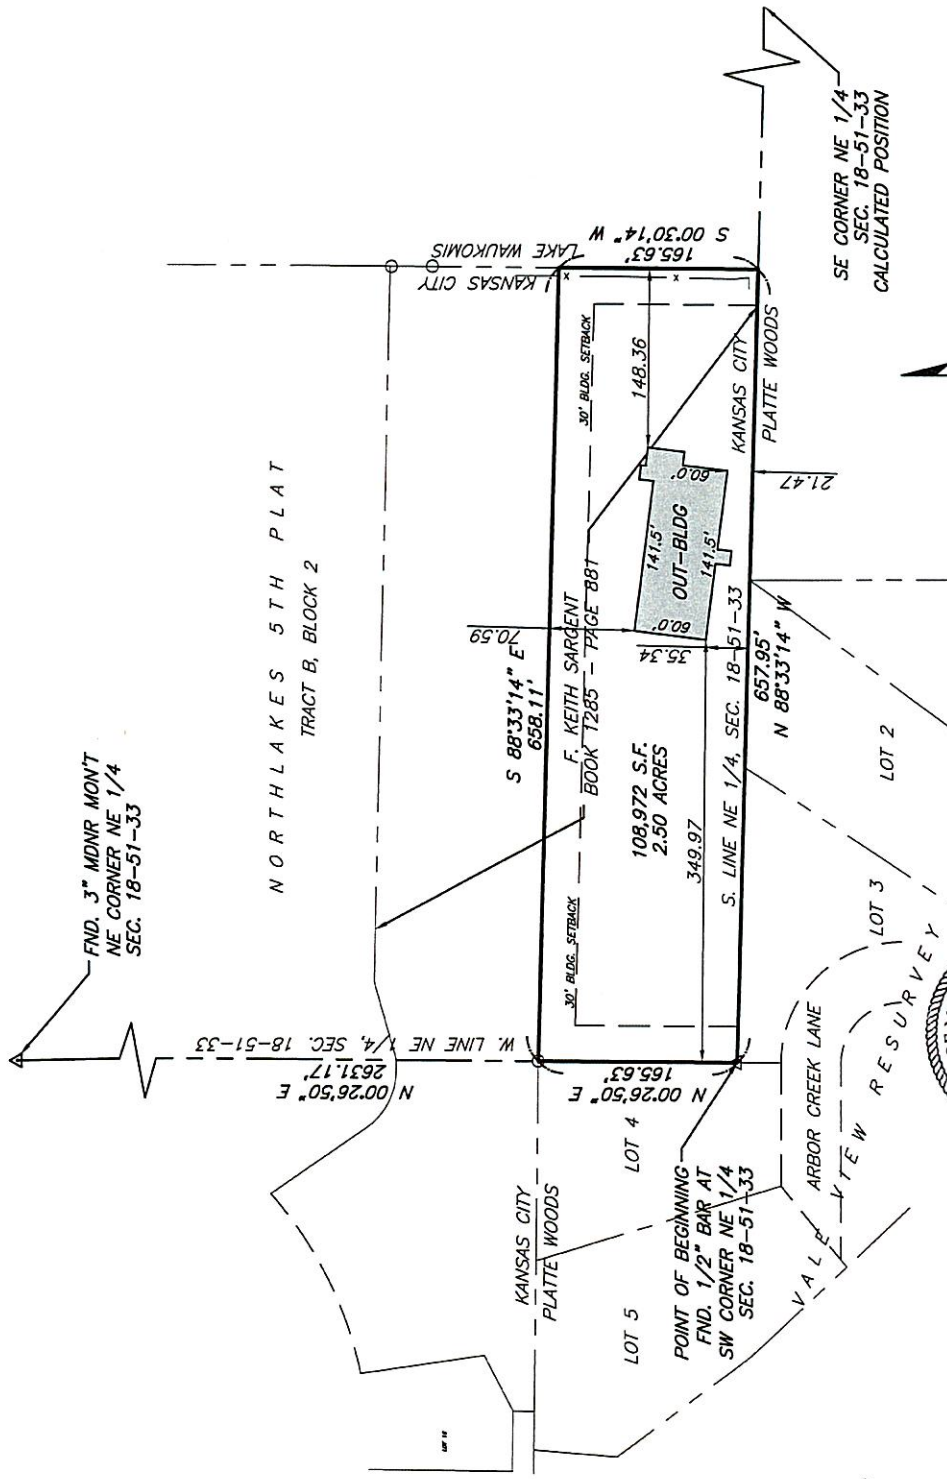 FND. 3" MDNR MON'T
NE CORNER NE 1/4
SEC. 18-51-33
NORTHLAKES 5TH PLAT
TRACT B, BLOCK 2
W. LINE NE 1/4, SEC. 18-51-33
2631.17'
N 00°26'50" E
KANSAS CITY
LAKE WAUKOMIS
S 88°33'14" E
658.11'
70.59
KANSAS CITY
PLATTE WOODS
N 00°26'50" E
165.63'
30' BLDG. SETBACK
F. KEITH SARGENT
BOOK 1285 - PAGE 881
30' BLDG. SETBACK
165.63'
S 00°30'14" W
108,972 S.F.
2.50 ACRES
349.97
35.34
60.0'
141.5'
OUT-BLDG
141.5'
60.0'
148.36
S. LINE NE 1/4, SEC. 18-51-33
KANSAS CITY
PLATTE WOODS
657.95'
N 88°33'14" W
21.47
LOT 4
LOT 5
POINT OF BEGINNING
FND. 1/2" BAR AT
SW CORNER NE 1/4
SEC. 18-51-33
ARBOR CREEK LANE
VALE VIEW RESURVEY
LOT 3
LOT 2
SE CORNER NE 1/4
SEC. 18-51-33
CALCULATED POSITION